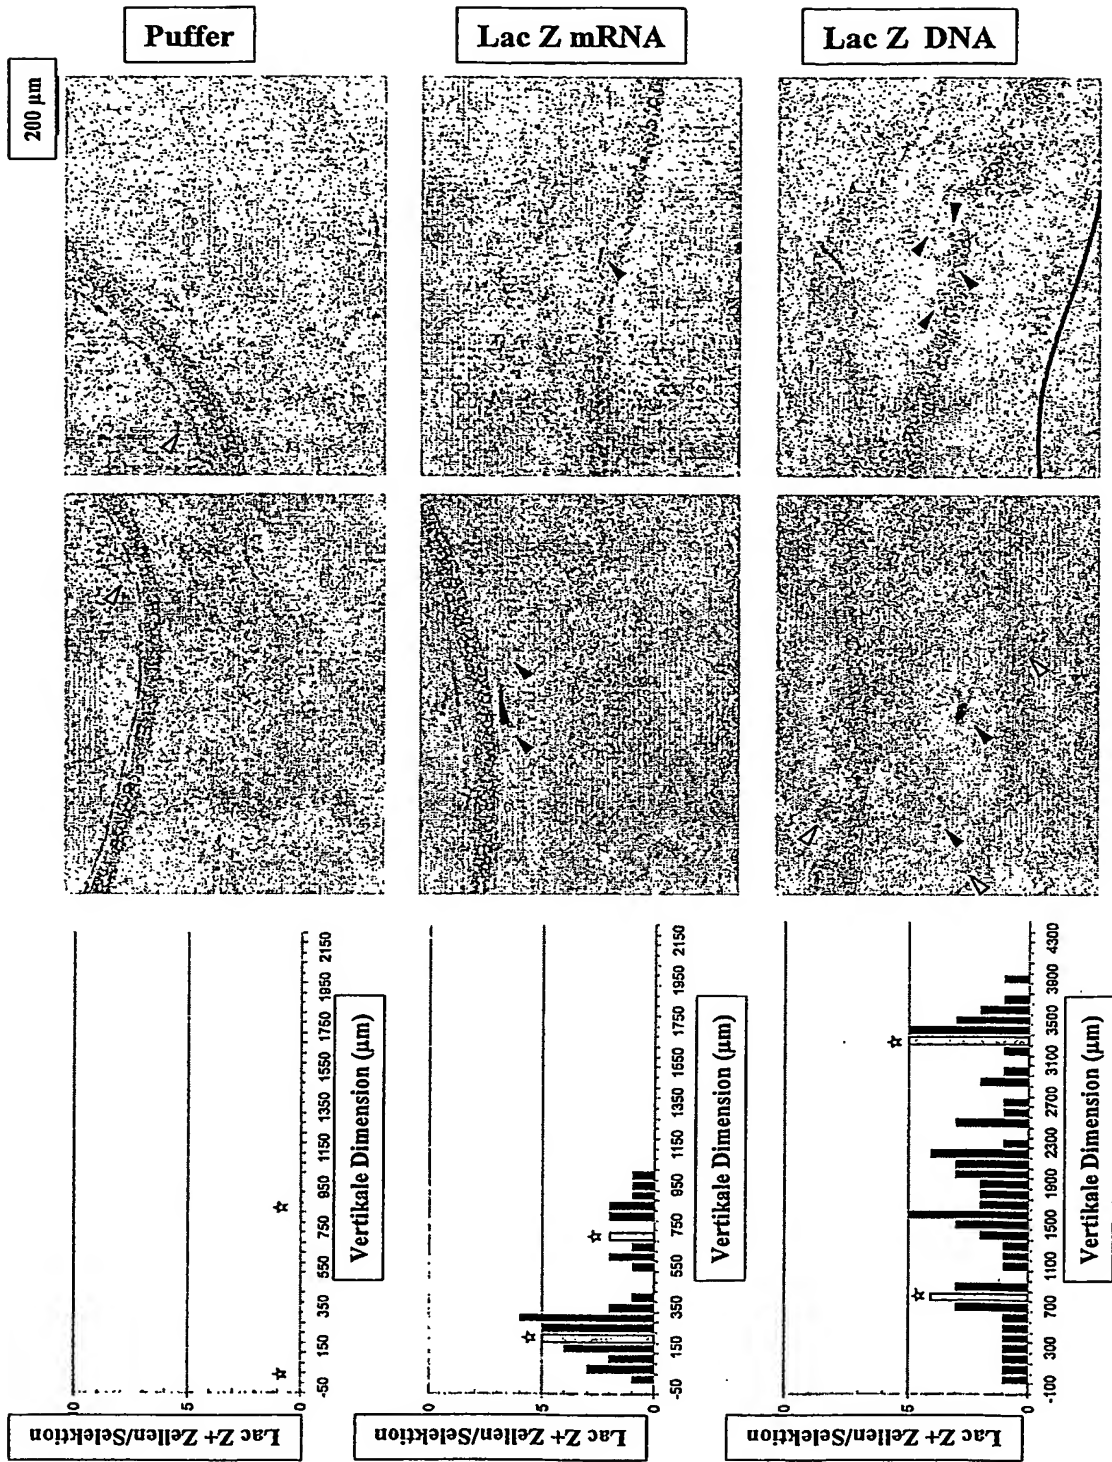 200 µm
Puffer
Lac Z mRNA
Lac Z DNA
Lac Z+ Zellen/Selektion
10
5
0
-50 150 350 550 750 950 1150 1350 1550 1750 1950 2150
Vertikale Dimension (µm)
Lac Z+ Zellen/Selektion
5
0
-50 150 350 550 750 950 1150 1350 1550 1750 1950 2150
Vertikale Dimension (µm)
Lac Z+ Zellen/Selektion
5
0
-100 300 700 1100 1500 1900 2300 2700 3100 3500 3900 4300
Vertikale Dimension (µm)